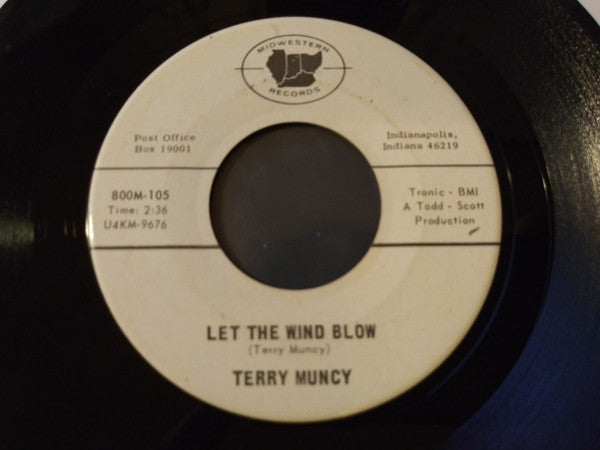 MIDWESTERN
RECORDS
Post Office
Box 19001
Indianapolis,
Indiana 46219
800M-105
Time: 2:36
U4KM-9676
Tronic - BMI
A Todd - Scott
Production
LET THE WIND BLOW
(Terry Muncy)
TERRY MUNCY